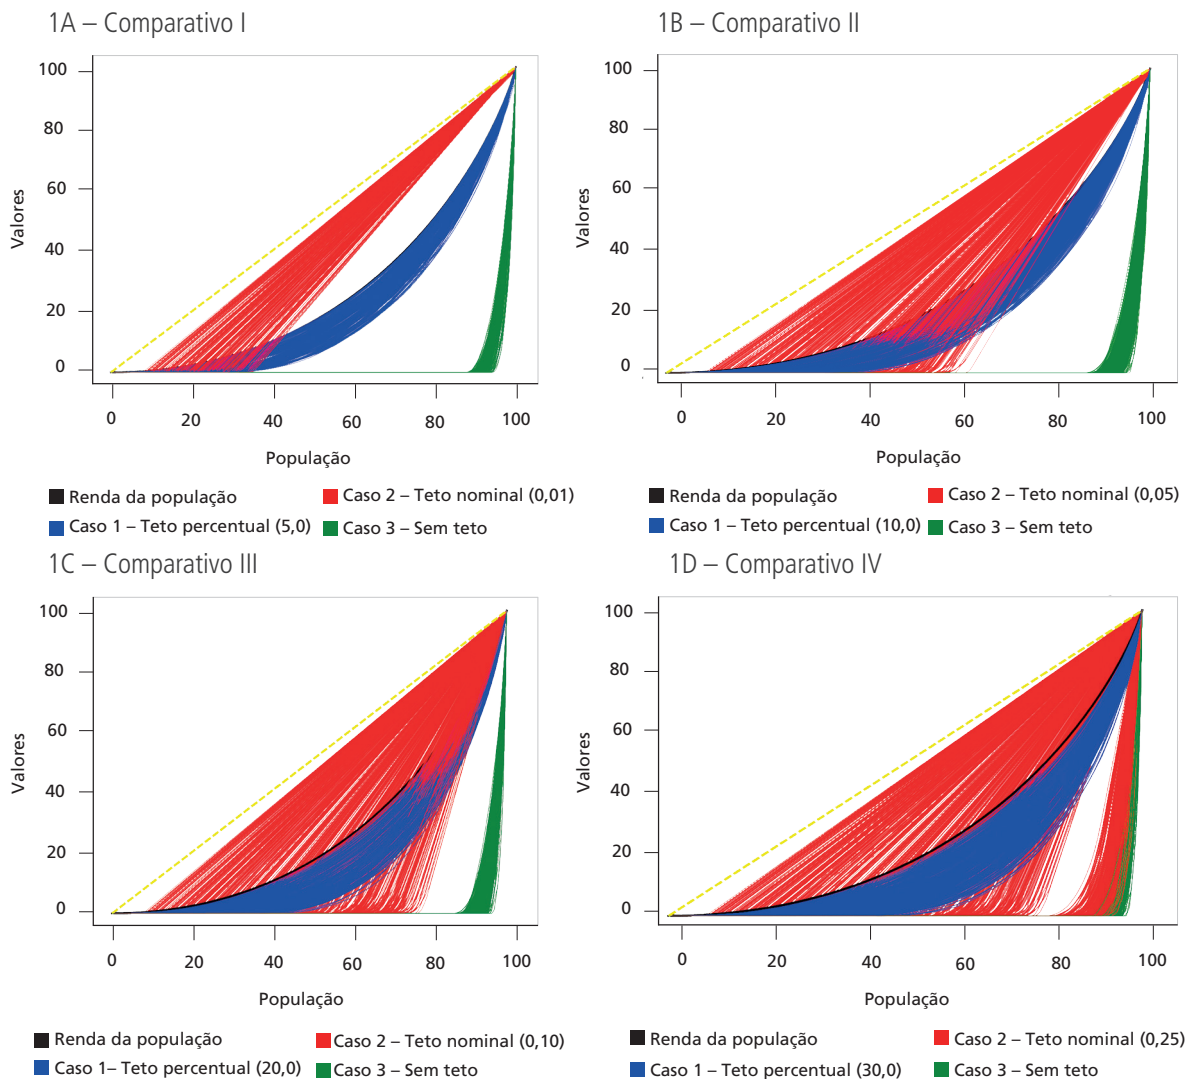 1A – Comparativo I
100
80
60
40
20
0
Valores
0 20 40 60 80 100
População
Renda da população
Caso 2 – Teto nominal (0,01)
Caso 1 – Teto percentual (5,0)
Caso 3 – Sem teto
1B – Comparativo II
100
80
60
40
20
0
Valores
0 20 40 60 80 100
População
Renda da população
Caso 2 – Teto nominal (0,05)
Caso 1 – Teto percentual (10,0)
Caso 3 – Sem teto
1C – Comparativo III
100
80
60
40
20
0
Valores
0 20 40 60 80 100
População
Renda da população
Caso 2 – Teto nominal (0,10)
Caso 1– Teto percentual (20,0)
Caso 3 – Sem teto
1D – Comparativo IV
100
80
60
40
20
0
Valores
0 20 40 60 80 100
População
Renda da população
Caso 2 – Teto nominal (0,25)
Caso 1 – Teto percentual (30,0)
Caso 3 – Sem teto